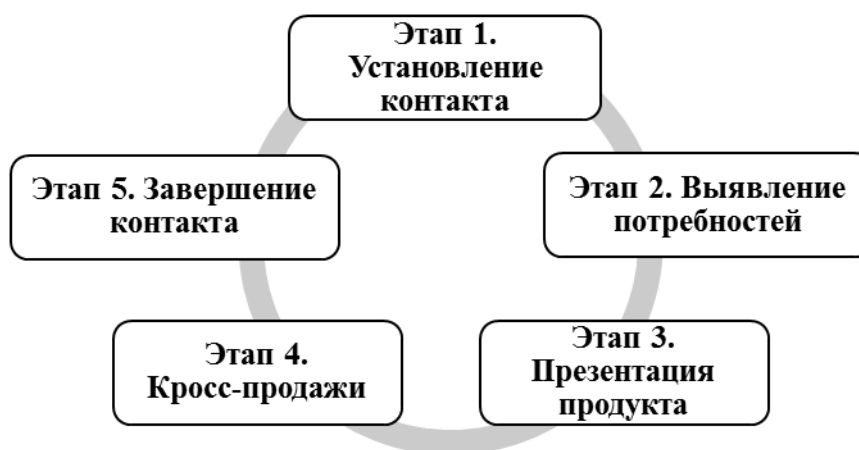 Этап 1.
Установление
контакта
Этап 2. Выявление
потребностей
Этап 3.
Презентация
продукта
Этап 4.
Кросс-продажи
Этап 5. Завершение
контакта